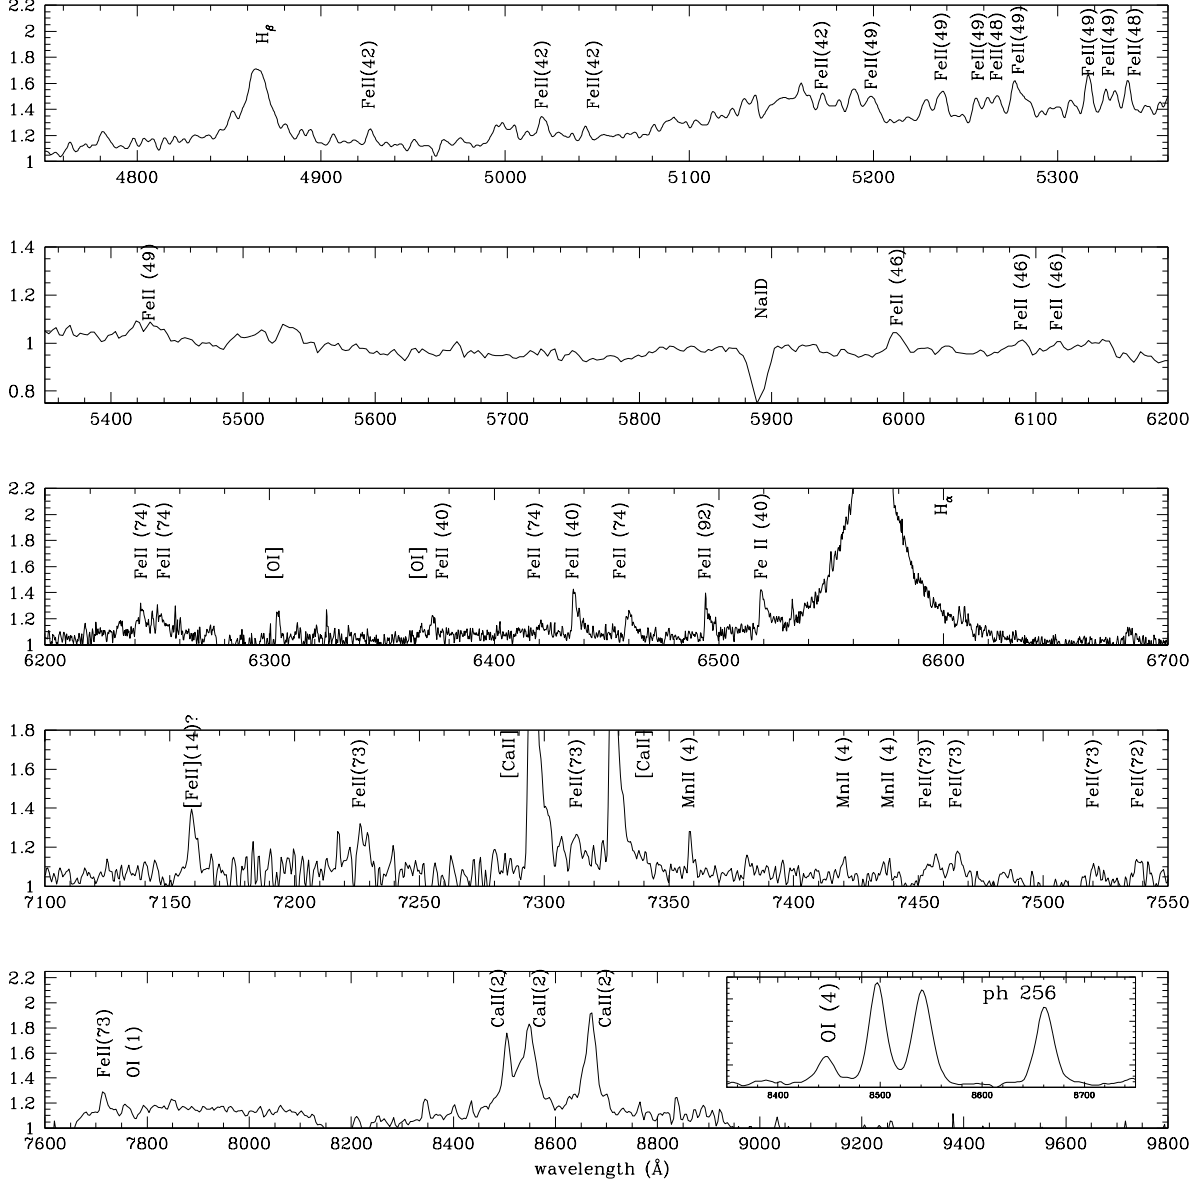 2.2
2
1.8
1.6
1.4
1.2
1
Hβ
FeII(42)
FeII(42)
FeII(42)
FeII(42)
FeII(49)
FeII(49)
FeII(49)
FeII(48)
FeII(49)
FeII(49)
FeII(49)
FeII(48)
4800 4900 5000 5100 5200 5300
1.4
1.2
1
0.8
FeII (49)
NaID
FeII (46)
FeII (46)
FeII (46)
5400 5500 5600 5700 5800 5900 6000 6100 6200
2.2
2
1.8
1.6
1.4
1.2
1
FeII (74)
FeII (74)
[OI]
[OI]
FeII (40)
FeII (74)
FeII (40)
FeII (74)
FeII (92)
Fe II (40)
Hα
6200 6300 6400 6500 6600 6700
1.8
1.6
1.4
1.2
1
[FeII](14)?
FeII(73)
[CaII]
FeII(73)
[CaII]
MnII (4)
MnII (4)
MnII (4)
FeII(73)
FeII(73)
FeII(73)
FeII(72)
7100 7150 7200 7250 7300 7350 7400 7450 7500 7550
2.2
2
1.8
1.6
1.4
1.2
1
FeII(73)
OI (1)
CaII(2)
CaII(2)
CaII(2)
OI (4)
ph 256
8400 8500 8600 8700
7600 7800 8000 8200 8400 8600 8800 9000 9200 9400 9600 9800
wavelength (Å)